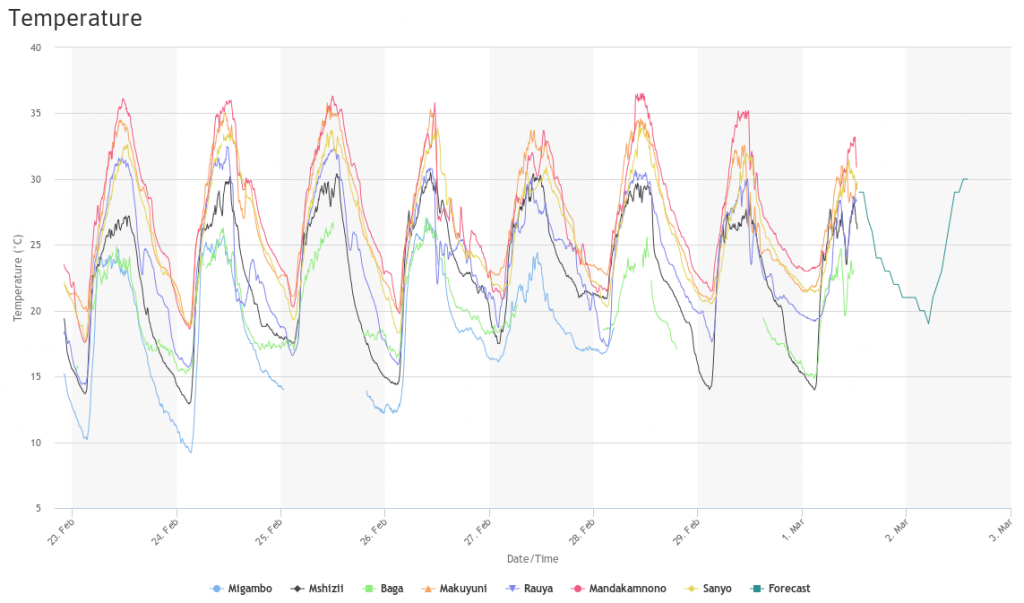 Temperature
40
35
30
25
20
15
10
5
Temperature (°C)
23. Feb
24. Feb
25. Feb
26. Feb
27. Feb
28. Feb
29. Feb
1. Mar
2. Mar
3. Mar
Date/Time
Migambo Mshizii Baga Makuyuni Rauya Mandakamnono Sanyo Forecast